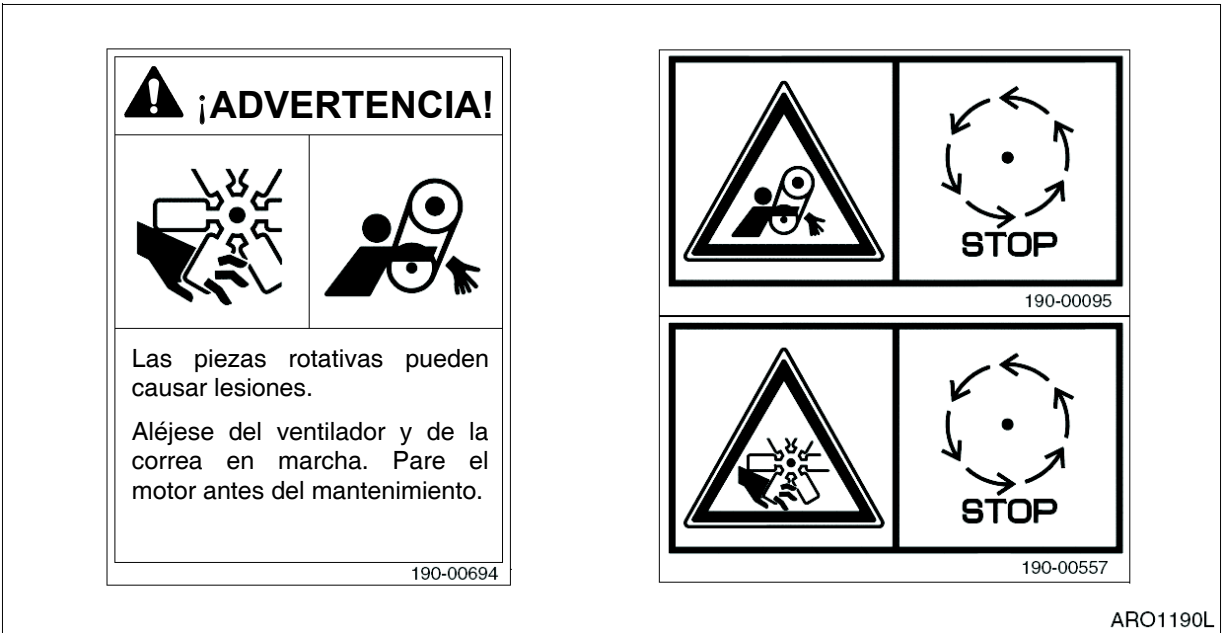 ¡ADVERTENCIA!
Las piezas rotativas pueden
causar lesiones.
Aléjese del ventilador y de la
correa en marcha. Pare el
motor antes del mantenimiento.
190-00694
STOP
190-00095
STOP
190-00557
ARO1190L